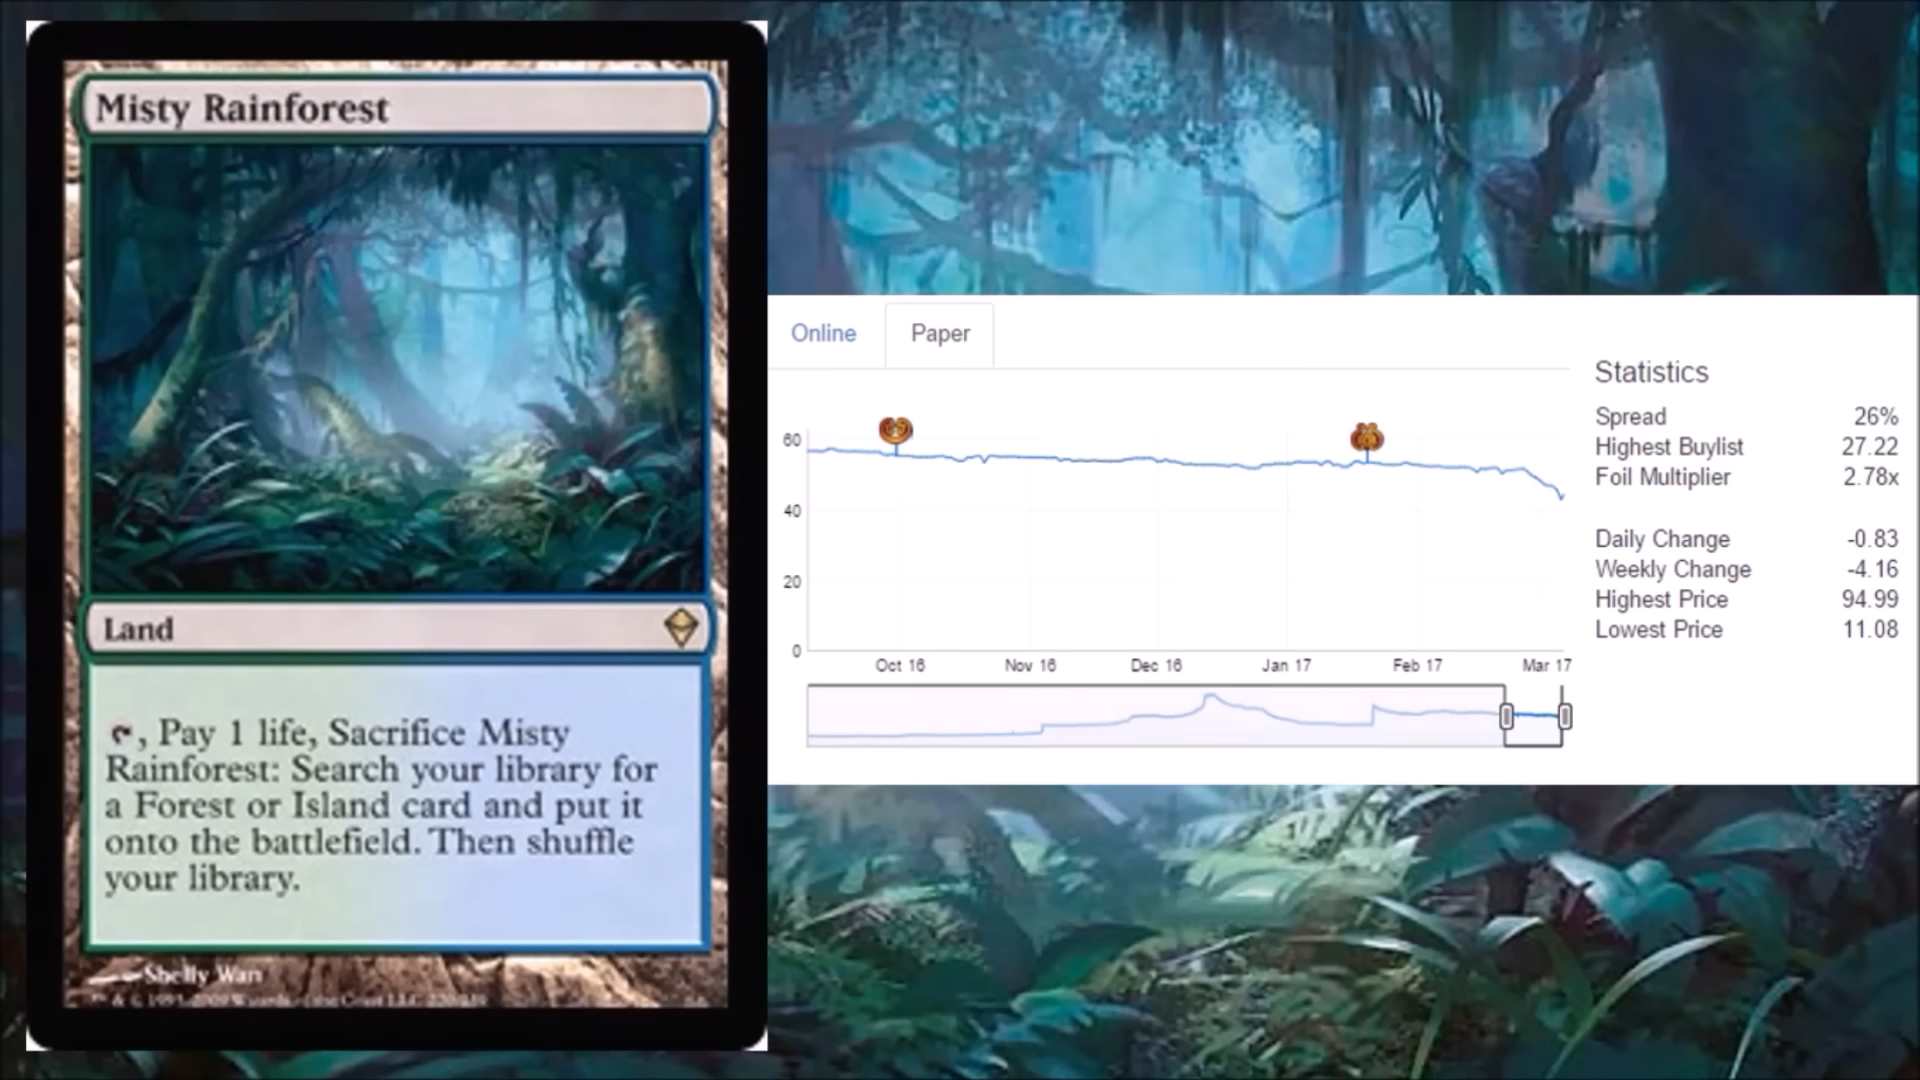 Misty Rainforest
Land
, Pay 1 life, Sacrifice Misty
Rainforest: Search your library for
a Forest or Island card and put it
onto the battlefield. Then shuffle
your library.
Shelly Wan
Online
Paper
60
40
20
0
Oct 16
Nov 16
Dec 16
Jan 17
Feb 17
Mar 17
Statistics
Spread 26%
Highest Buylist 27.22
Foil Multiplier 2.78x
Daily Change -0.83
Weekly Change -4.16
Highest Price 94.99
Lowest Price 11.08